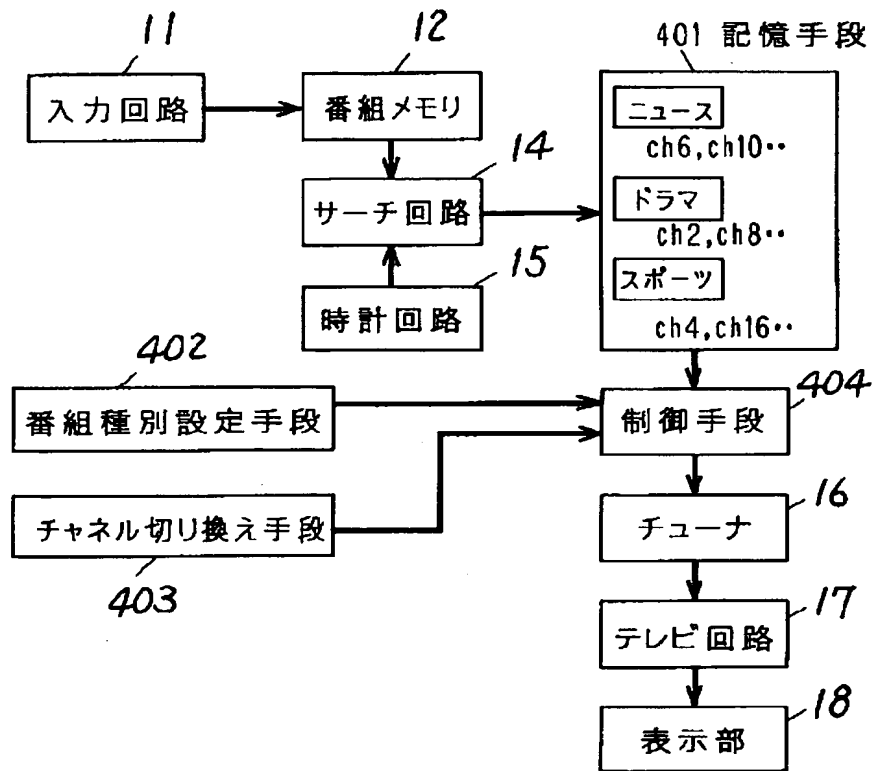 11
入力回路
12
番組メモリ
401 記憶手段
ニュース
ch6,ch10・・
ドラマ
ch2,ch8・・
スポーツ
ch4,ch16・・
14
サーチ回路
15
時計回路
402
番組種別設定手段
404
制御手段
チャネル切り換え手段
403
16
チューナ
17
テレビ回路
18
表示部